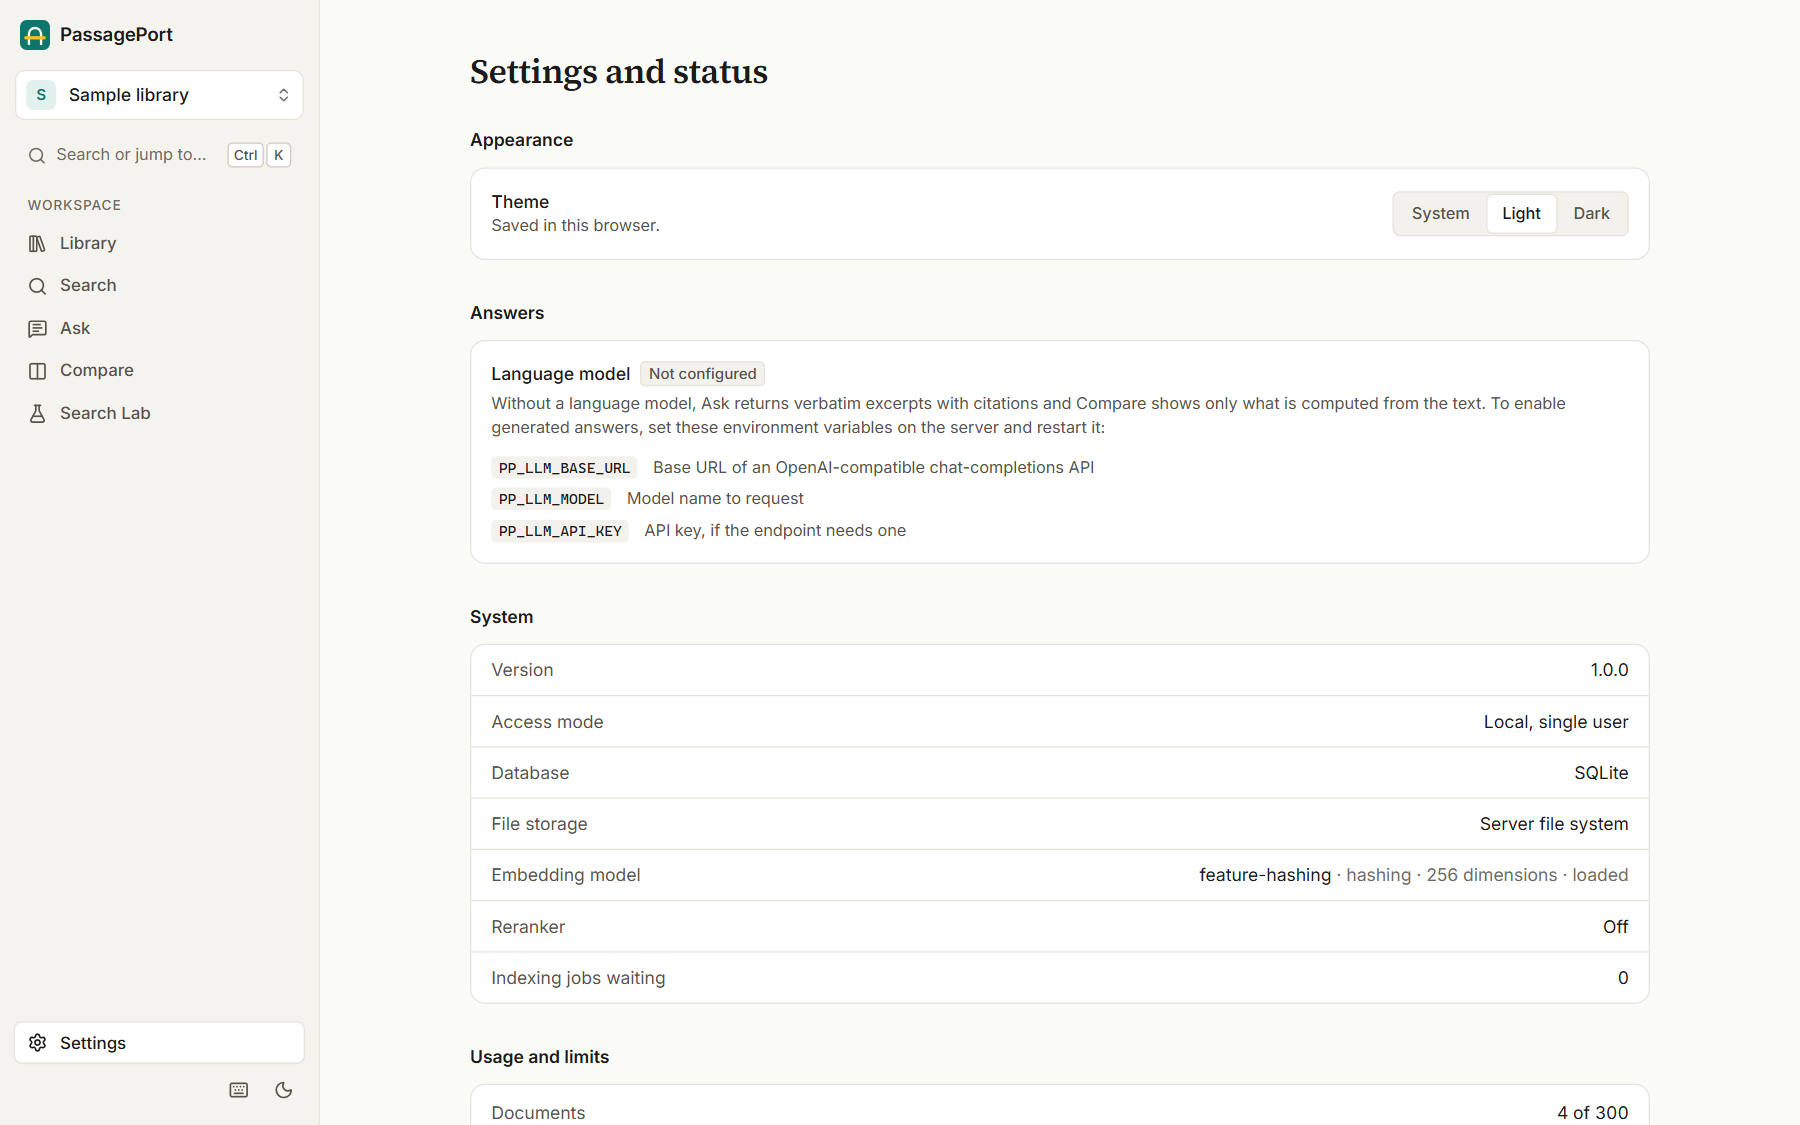 PassagePort
S Sample library
Search or jump to... Ctrl K
WORKSPACE
Library
Search
Ask
Compare
Search Lab
Settings
Settings and status
Appearance
Theme
Saved in this browser.
System Light Dark
Answers
Language model Not configured
Without a language model, Ask returns verbatim excerpts with citations and Compare shows only what is computed from the text. To enable
generated answers, set these environment variables on the server and restart it:
PP_LLM_BASE_URL Base URL of an OpenAI-compatible chat-completions API
PP_LLM_MODEL Model name to request
PP_LLM_API_KEY API key, if the endpoint needs one
System
Version 1.0.0
Access mode Local, single user
Database SQLite
File storage Server file system
Embedding model feature-hashing · hashing · 256 dimensions · loaded
Reranker Off
Indexing jobs waiting 0
Usage and limits
Documents 4 of 300